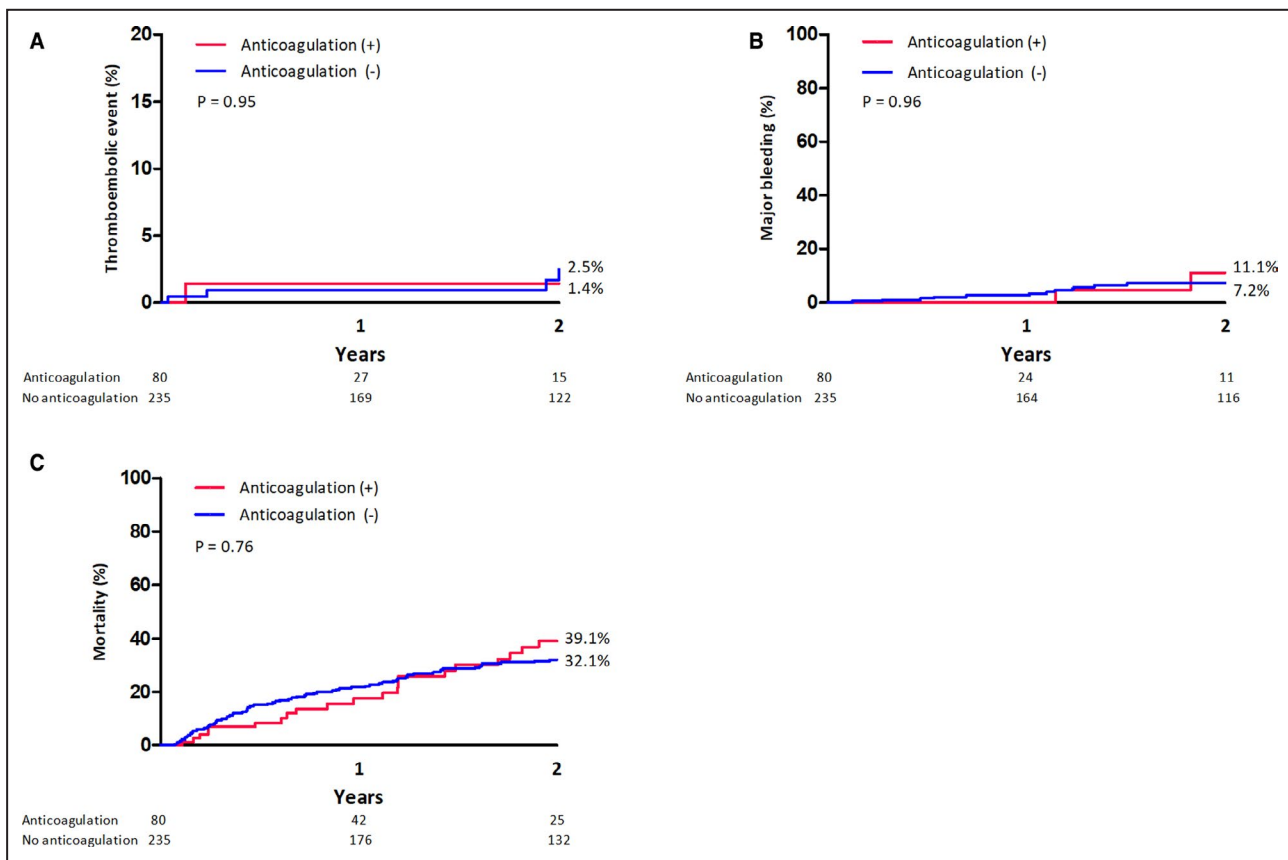 A
Thromboembolic event (%)
20
15
10
5
0
Anticoagulation (+)
Anticoagulation (-)
P = 0.95
2.5%
1.4%
1 2
Years
Anticoagulation 80 27 15
No anticoagulation 235 169 122
B
Major bleeding (%)
100
80
60
40
20
0
Anticoagulation (+)
Anticoagulation (-)
P = 0.96
11.1%
7.2%
1 2
Years
Anticoagulation 80 24 11
No anticoagulation 235 164 116
C
Mortality (%)
100
80
60
40
20
0
Anticoagulation (+)
Anticoagulation (-)
P = 0.76
39.1%
32.1%
1 2
Years
Anticoagulation 80 42 25
No anticoagulation 235 176 132